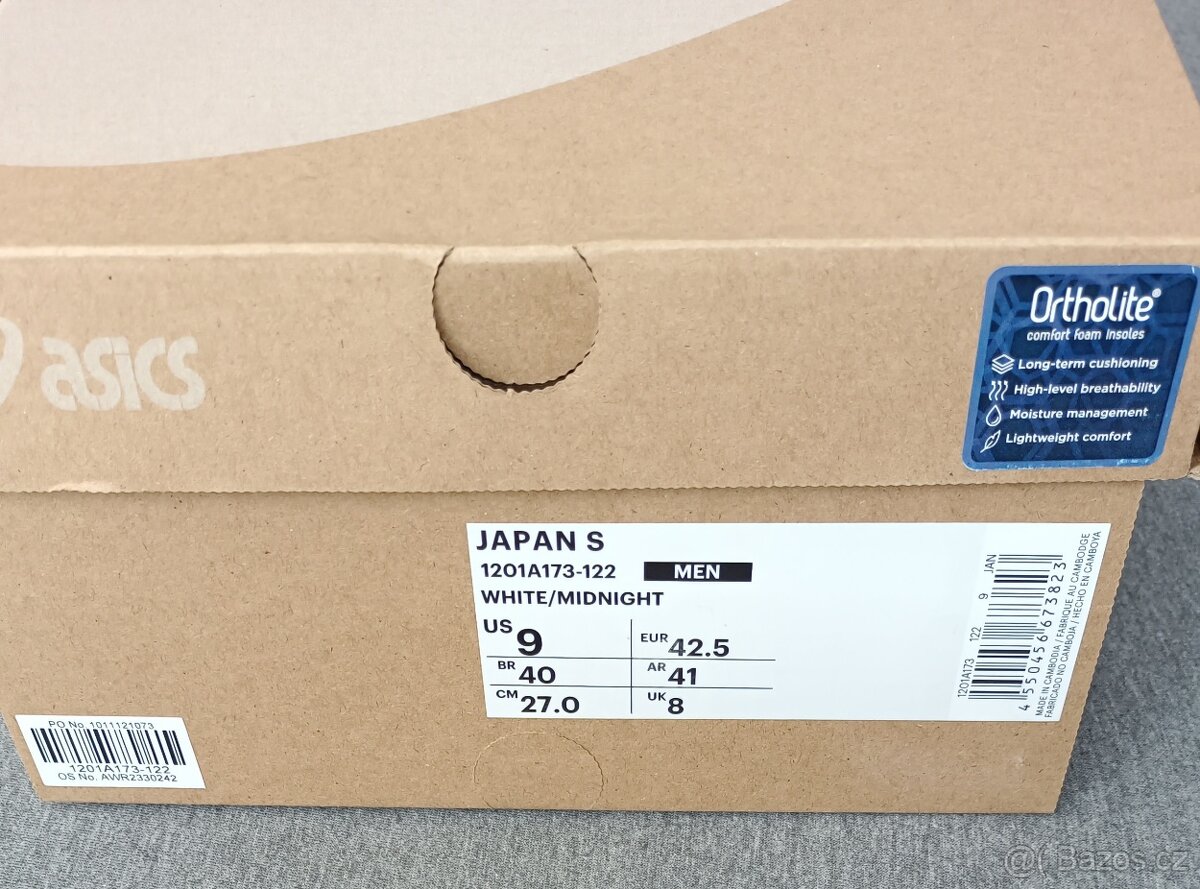 asics
Ortholite®
comfort foam insoles
Long-term cushioning
High-level breathability
Moisture management
Lightweight comfort
JAPAN S
1201A173-122 MEN
WHITE/MIDNIGHT
US 9 EUR 42.5
BR 40 AR 41
CM 27.0 UK 8
1201A173 122 9 JAN
4 550456 673823
MADE IN CAMBODIA / FABRIQUE AU CAMBODGE
FABRICADO NO CAMBOJA / HECHO EN CAMBOYA
PO No. 1011121073
1201A173-122
OS No. AWR2330242
@( Bazos.cz